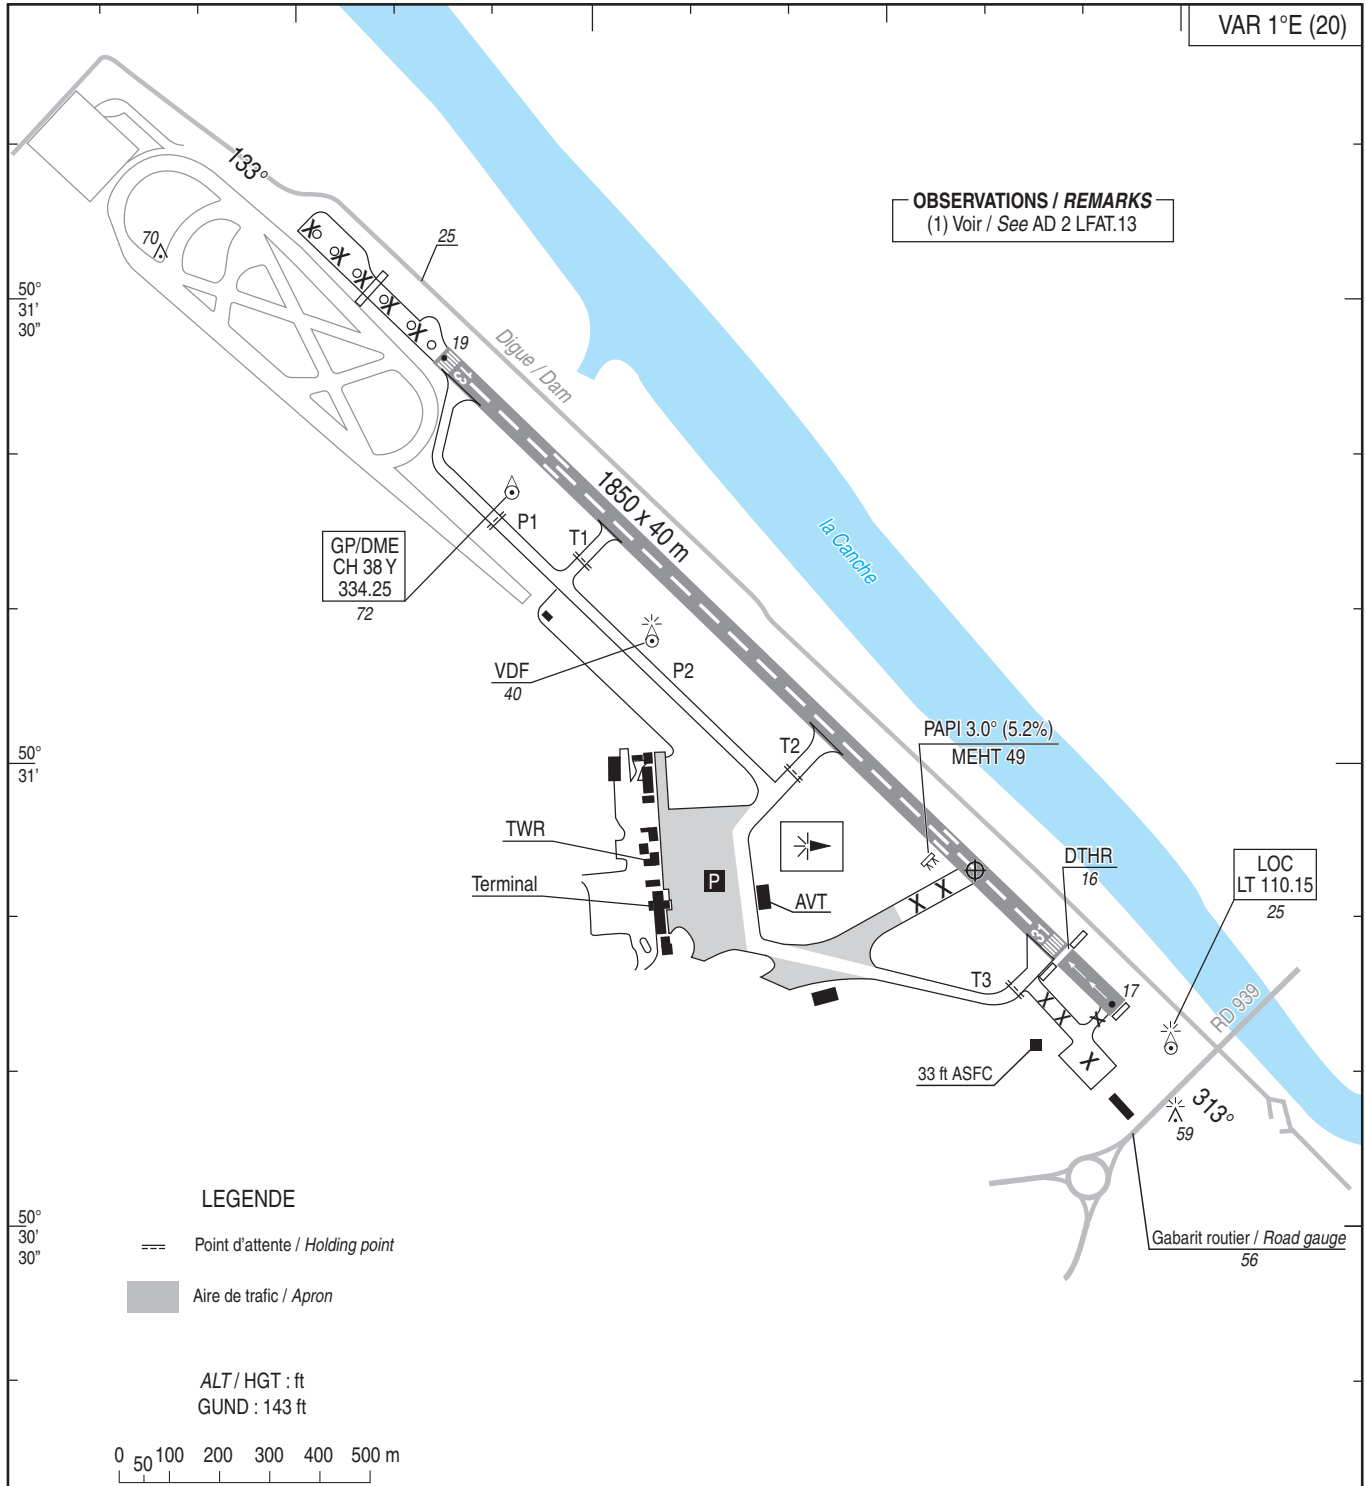 VAR 1°E (20)
133°
OBSERVATIONS / REMARKS
(1) Voir / See AD 2 LFAT.13
70
25
50°
31'
30"
19
13
Digue / Dam
1850 x 40 m
la Canche
P1
T1
GP/DME
CH 38 Y
334.25
72
VDF
40
P2
PAPI 3.0° (5.2%)
MEHT 49
50°
31'
T2
TWR
DTHR
16
LOC
LT 110.15
25
Terminal
P
AVT
31
T3
17
RD 939
33 ft ASFC
313°
59
LEGENDE
50°
30'
30"
Point d'attente / Holding point
Gabarit routier / Road gauge
56
Aire de trafic / Apron
ALT / HGT : ft
GUND : 143 ft
0 50 100 200 300 400 500 m